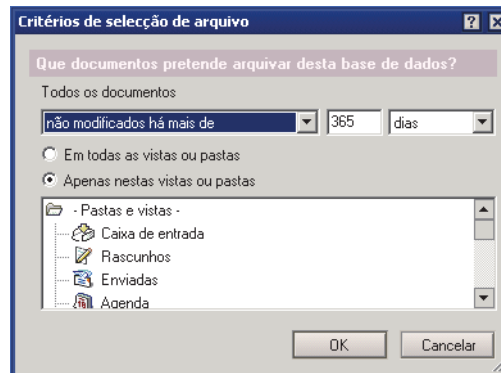 Critérios de selecção de arquivo
Que documentos pretende arquivar desta base de dados?
Todos os documentos
não modificados há mais de 365 dias
Em todas as vistas ou pastas
Apenas nestas vistas ou pastas
- Pastas e vistas -
Caixa de entrada
Rascunhos
Enviadas
Agenda
OK Cancelar